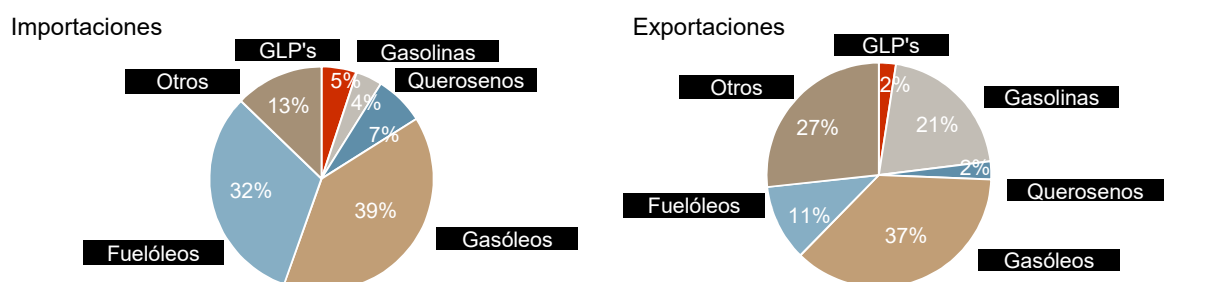 Importaciones
GLP's
Gasolinas
Querosenos
Otros
5%
4%
13%
7%
32%
39%
Gasóleos
Fuelóleos
Exportaciones
GLP's
Otros
2%
Gasolinas
27%
21%
2%
Querosenos
Fuelóleos
11%
37%
Gasóleos